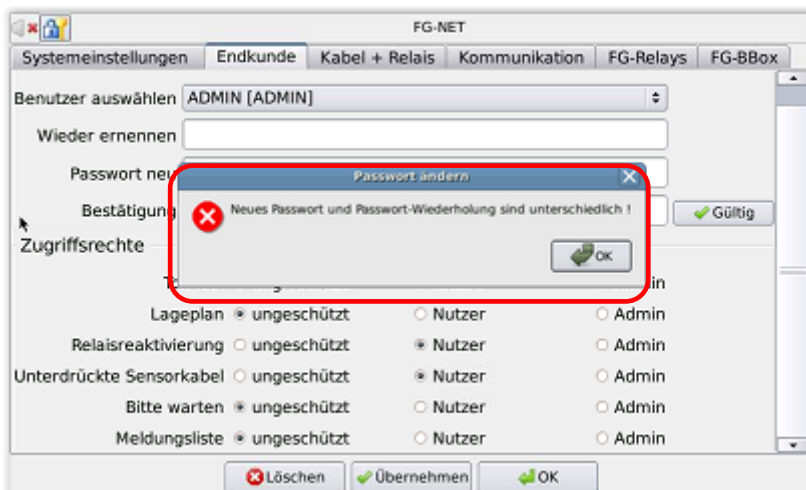 FG-NET
Systemeinstellungen Endkunde Kabel + Relais Kommunikation FG-Relays FG-BBox
Benutzer auswählen ADMIN [ADMIN]
Wieder ernennen
Passwort neu
Passwort ändern
Neues Passwort und Passwort-Wiederholung sind unterschiedlich !
OK
Bestätigung Gültig
Zugriffsrechte
Lageplan ungeschützt Nutzer Admin
Relaisreaktivierung ungeschützt Nutzer Admin
Unterdrückte Sensorkabel ungeschützt Nutzer Admin
Bitte warten ungeschützt Nutzer Admin
Meldungsliste ungeschützt Nutzer Admin
Löschen Übernehmen OK